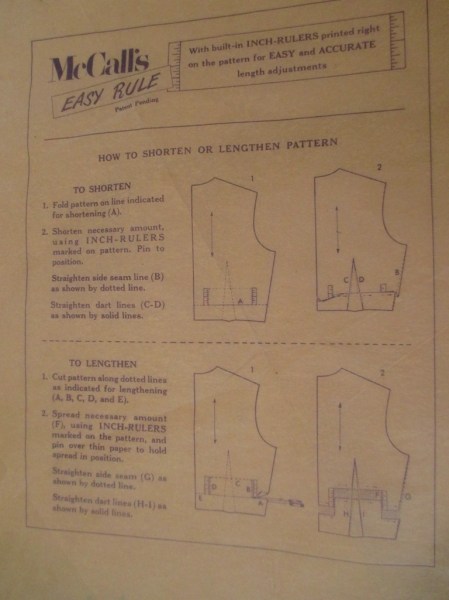 McCall's
EASY RULE
Patent Pending
With built-in INCH-RULERS printed right
on the pattern for EASY and ACCURATE
length adjustments
HOW TO SHORTEN OR LENGTHEN PATTERN
TO SHORTEN
1. Fold pattern on line indicated
for shortening (A).
2. Shorten necessary amount,
using INCH-RULERS
marked on pattern. Pin to
position.
Straighten side seam line (B)
as shown by dotted line.
Straighten dart lines (C-D)
as shown by solid lines.
1
A
2
C D B
TO LENGTHEN
1. Cut pattern along dotted lines
as indicated for lengthening
(A, B, C, D, and E).
2. Spread necessary amount
(F), using INCH-RULERS
marked on the pattern, and
pin over thin paper to hold
spread in position.
Straighten side seam (G) as
shown by dotted line.
Straighten dart lines (H-I) as
shown by solid lines.
1
D C B
E A
2
F G
H